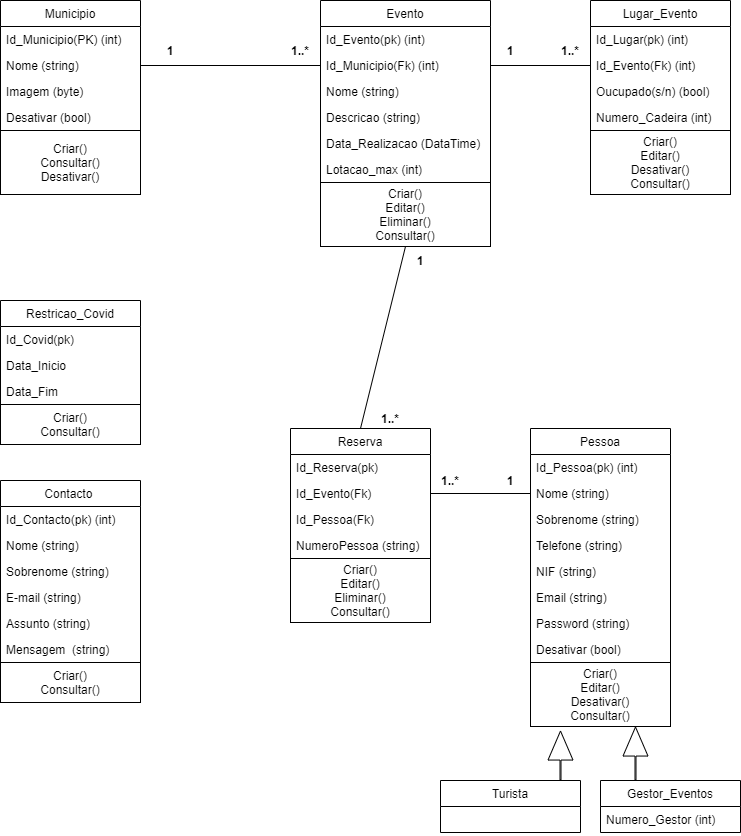 Municipio
Id_Municipio(PK) (int)
Nome (string)
Imagem (byte)
Desativar (bool)
Criar()
Consultar()
Desativar()
1
1..*
Evento
Id_Evento(pk) (int)
Id_Municipio(Fk) (int)
Nome (string)
Descricao (string)
Data_Realizacao (DataTime)
Lotacao_max (int)
Criar()
Editar()
Eliminar()
Consultar()
1
1..*
Lugar_Evento
Id_Lugar(pk) (int)
Id_Evento(Fk) (int)
Oucupado(s/n) (bool)
Numero_Cadeira (int)
Criar()
Editar()
Desativar()
Consultar()
1
1..*
Restricao_Covid
Id_Covid(pk)
Data_Inicio
Data_Fim
Criar()
Consultar()
Contacto
Id_Contacto(pk) (int)
Nome (string)
Sobrenome (string)
E-mail (string)
Assunto (string)
Mensagem  (string)
Criar()
Consultar()
Reserva
Id_Reserva(pk)
Id_Evento(Fk)
Id_Pessoa(Fk)
NumeroPessoa (string)
Criar()
Editar()
Eliminar()
Consultar()
1..*
1
Pessoa
Id_Pessoa(pk) (int)
Nome (string)
Sobrenome (string)
Telefone (string)
NIF (string)
Email (string)
Password (string)
Desativar (bool)
Criar()
Editar()
Desativar()
Consultar()
Turista
Gestor_Eventos
Numero_Gestor (int)